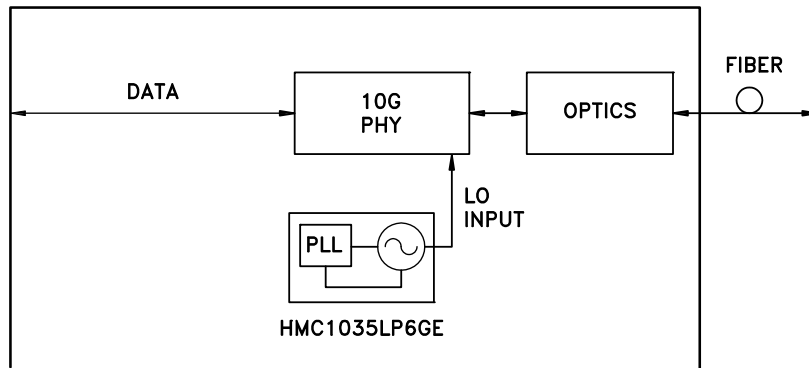 DATA
10G
PHY
OPTICS
FIBER
LO
INPUT
PLL
HMC1035LP6GE